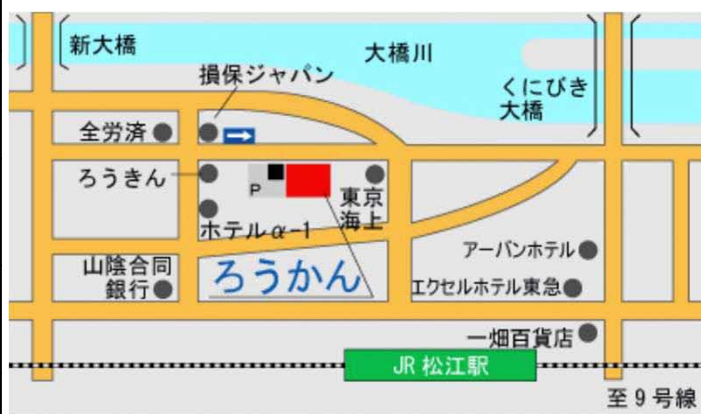 新大橋
大橋川
損保ジャパン
くにびき
大橋
全労済
ろうきん
P
東京
海上
ホテルα-1
山陰合同
銀行
ろうかん
アーバンホテル
エクセルホテル東急
一畑百貨店
JR 松江駅
至9号線